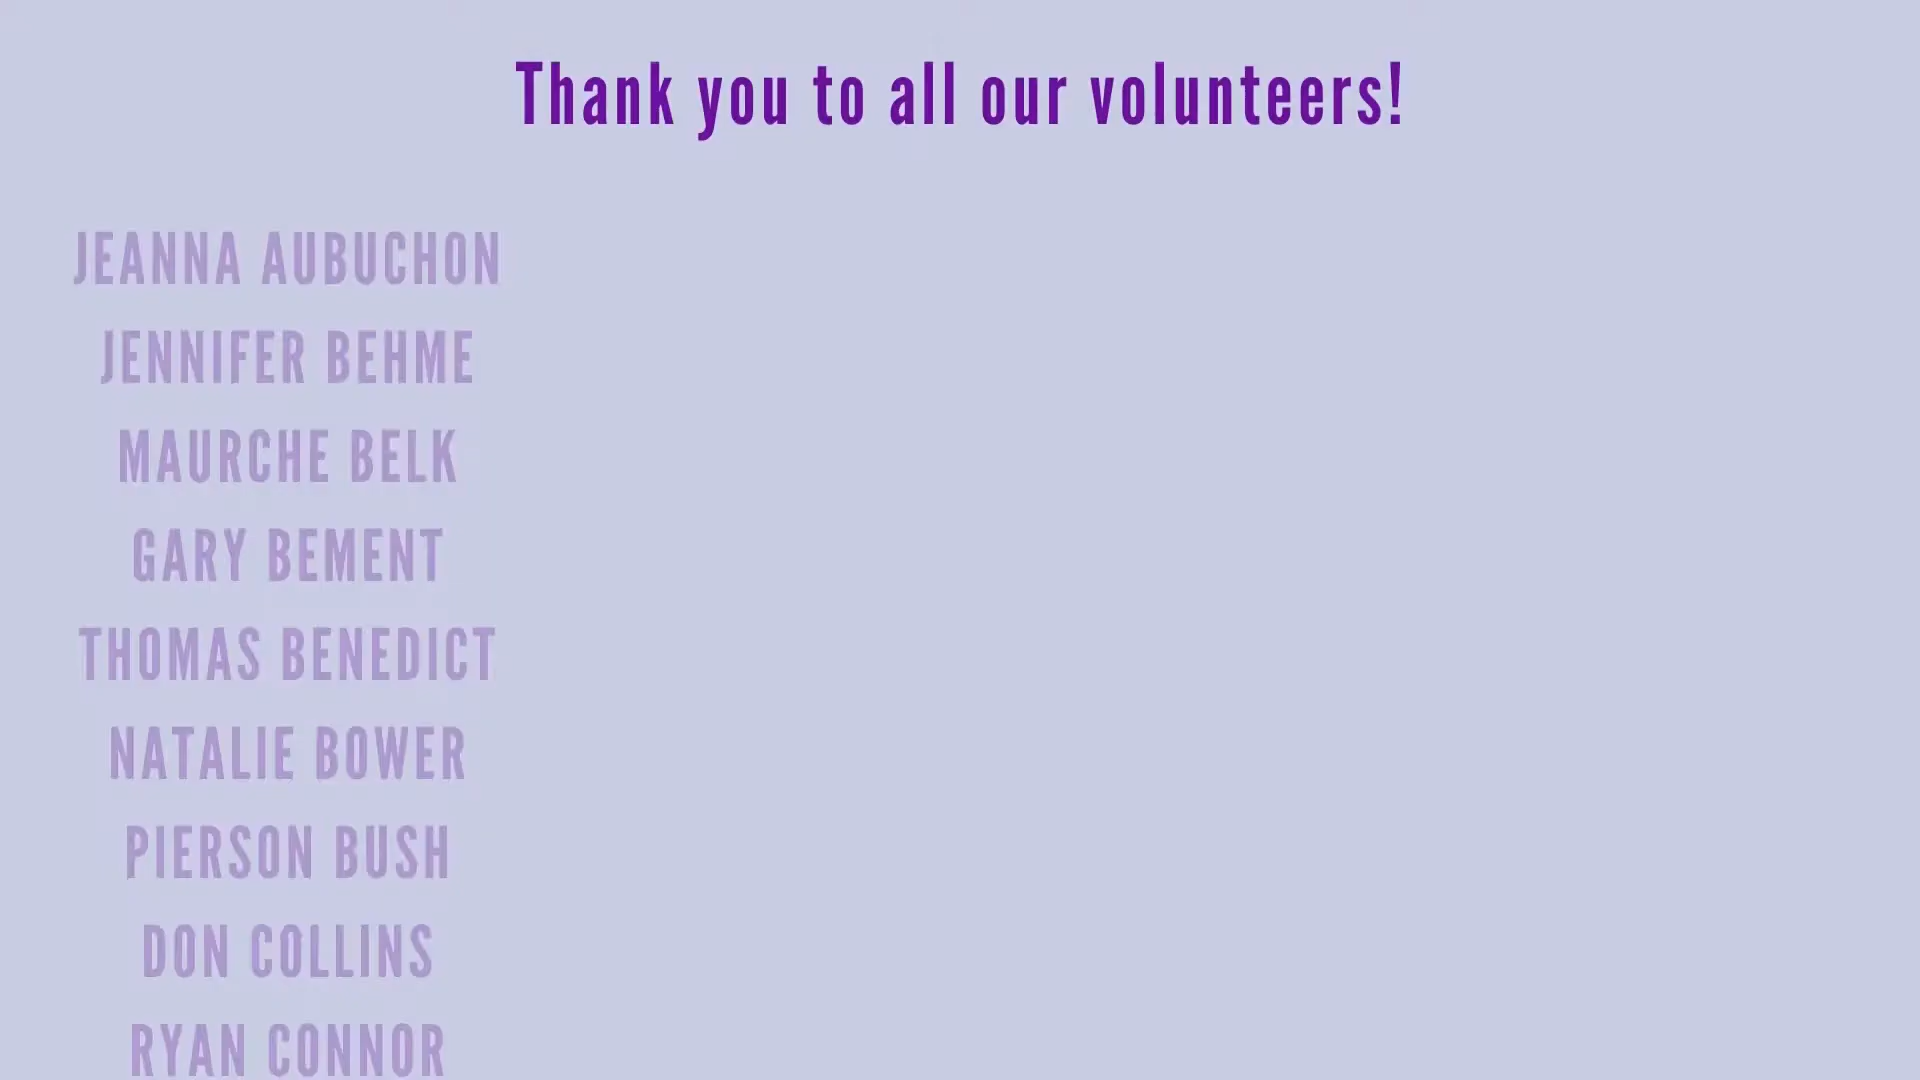 Thank you to all our volunteers!
JEANNA AUBUCHON
JENNIFER BEHME
MAURCHE BELK
GARY BEMENT
THOMAS BENEDICT
NATALIE BOWER
PIERSON BUSH
DON COLLINS
RYAN CONNOR